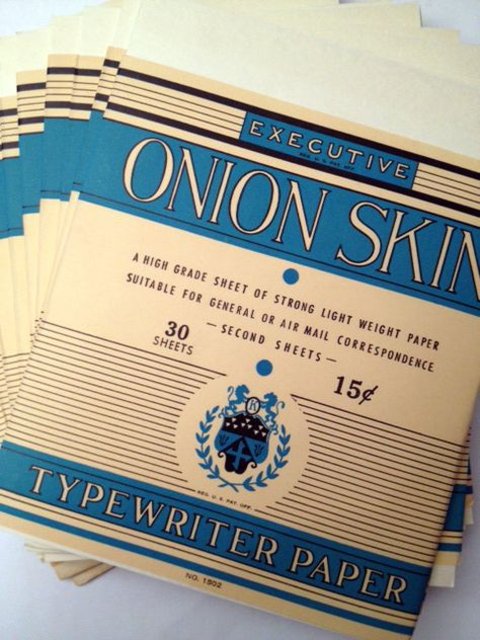 EXECUTIVE
REG. U. S. PAT. OFF.
ONION SKIN
A HIGH GRADE SHEET OF STRONG LIGHT WEIGHT PAPER
SUITABLE FOR GENERAL OR AIR MAIL CORRESPONDENCE
— SECOND SHEETS —
30
SHEETS
15¢
REG. U. S. PAT. OFF.
TYPEWRITER PAPER
NO. 1902